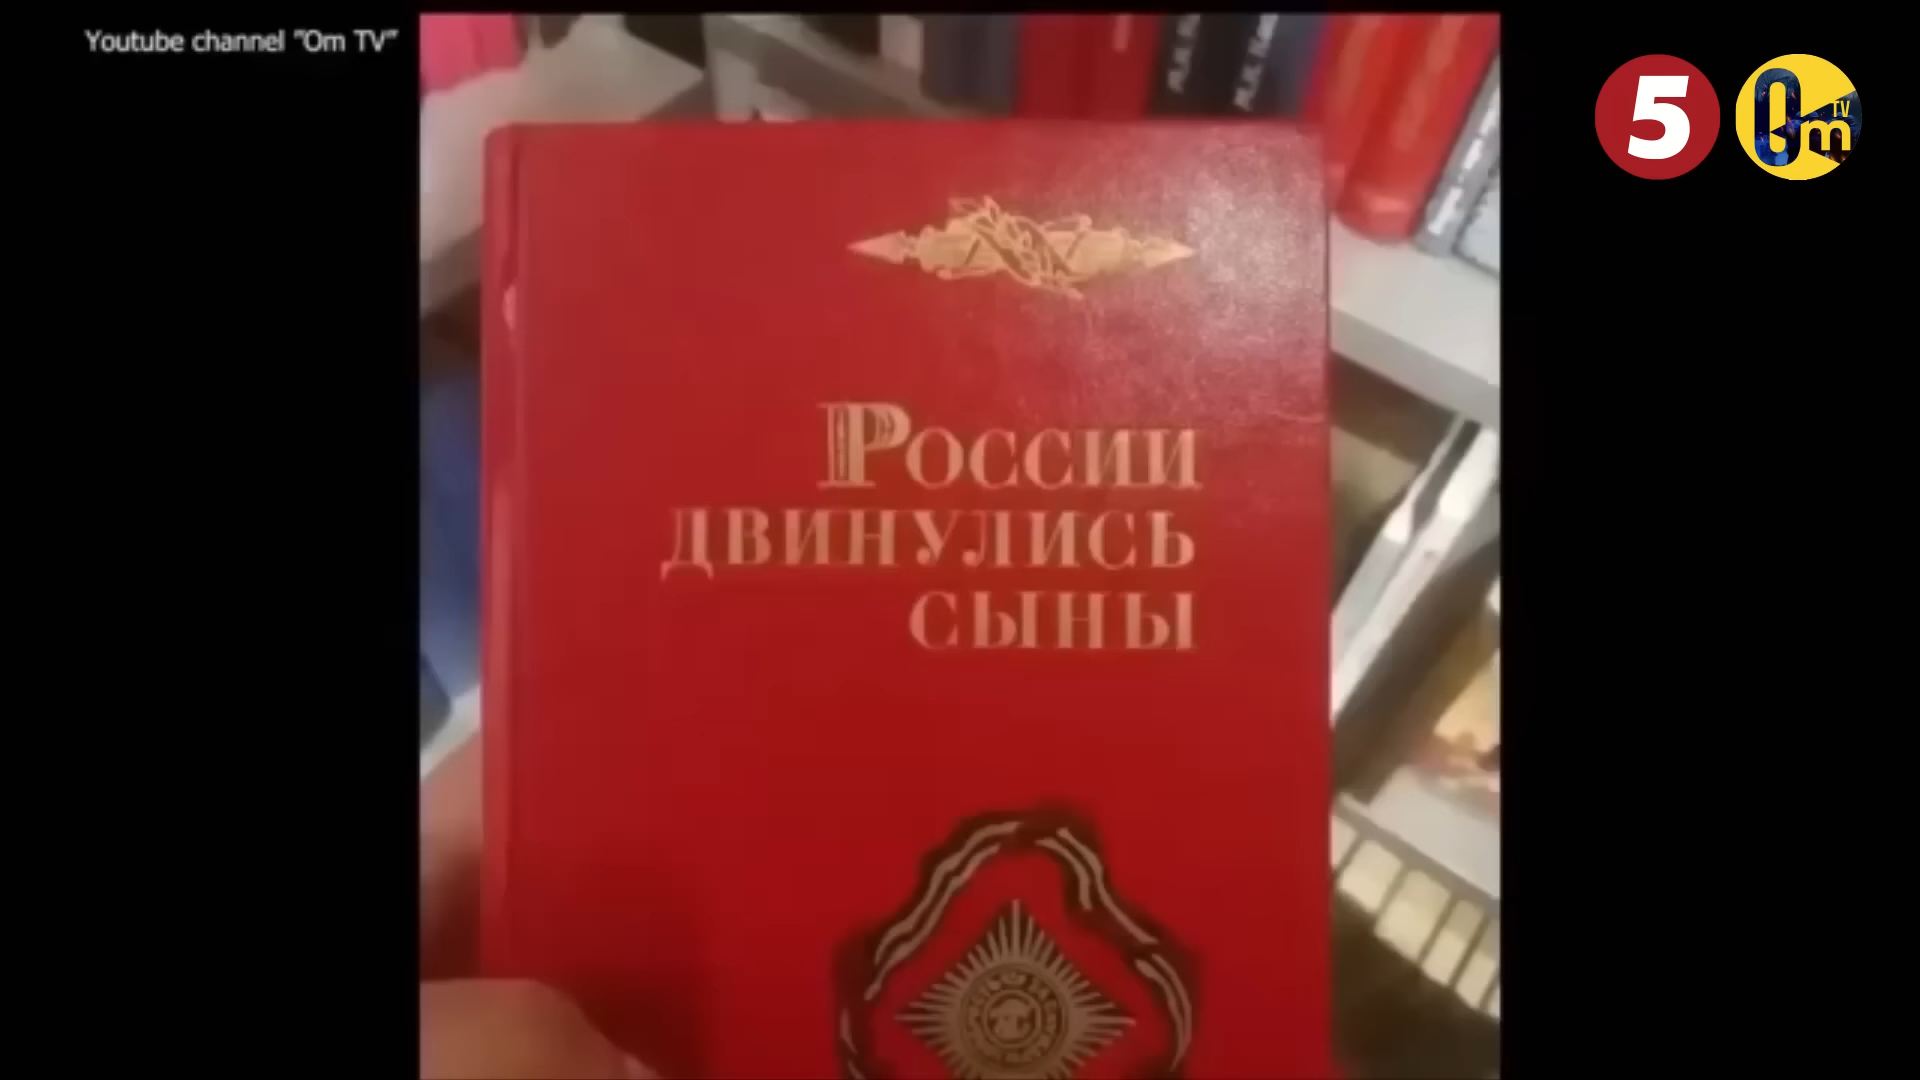 Youtube channel "Om TV"
5
Om
TV
России
двинулись
сыны